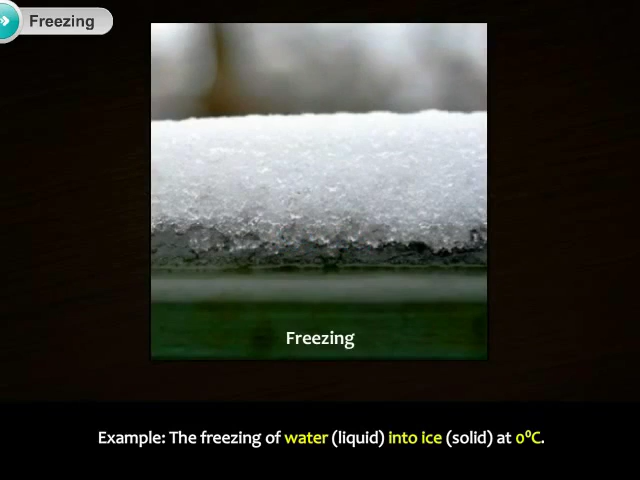 Freezing
Freezing
Example: The freezing of water (liquid) into ice (solid) at 0⁰C.